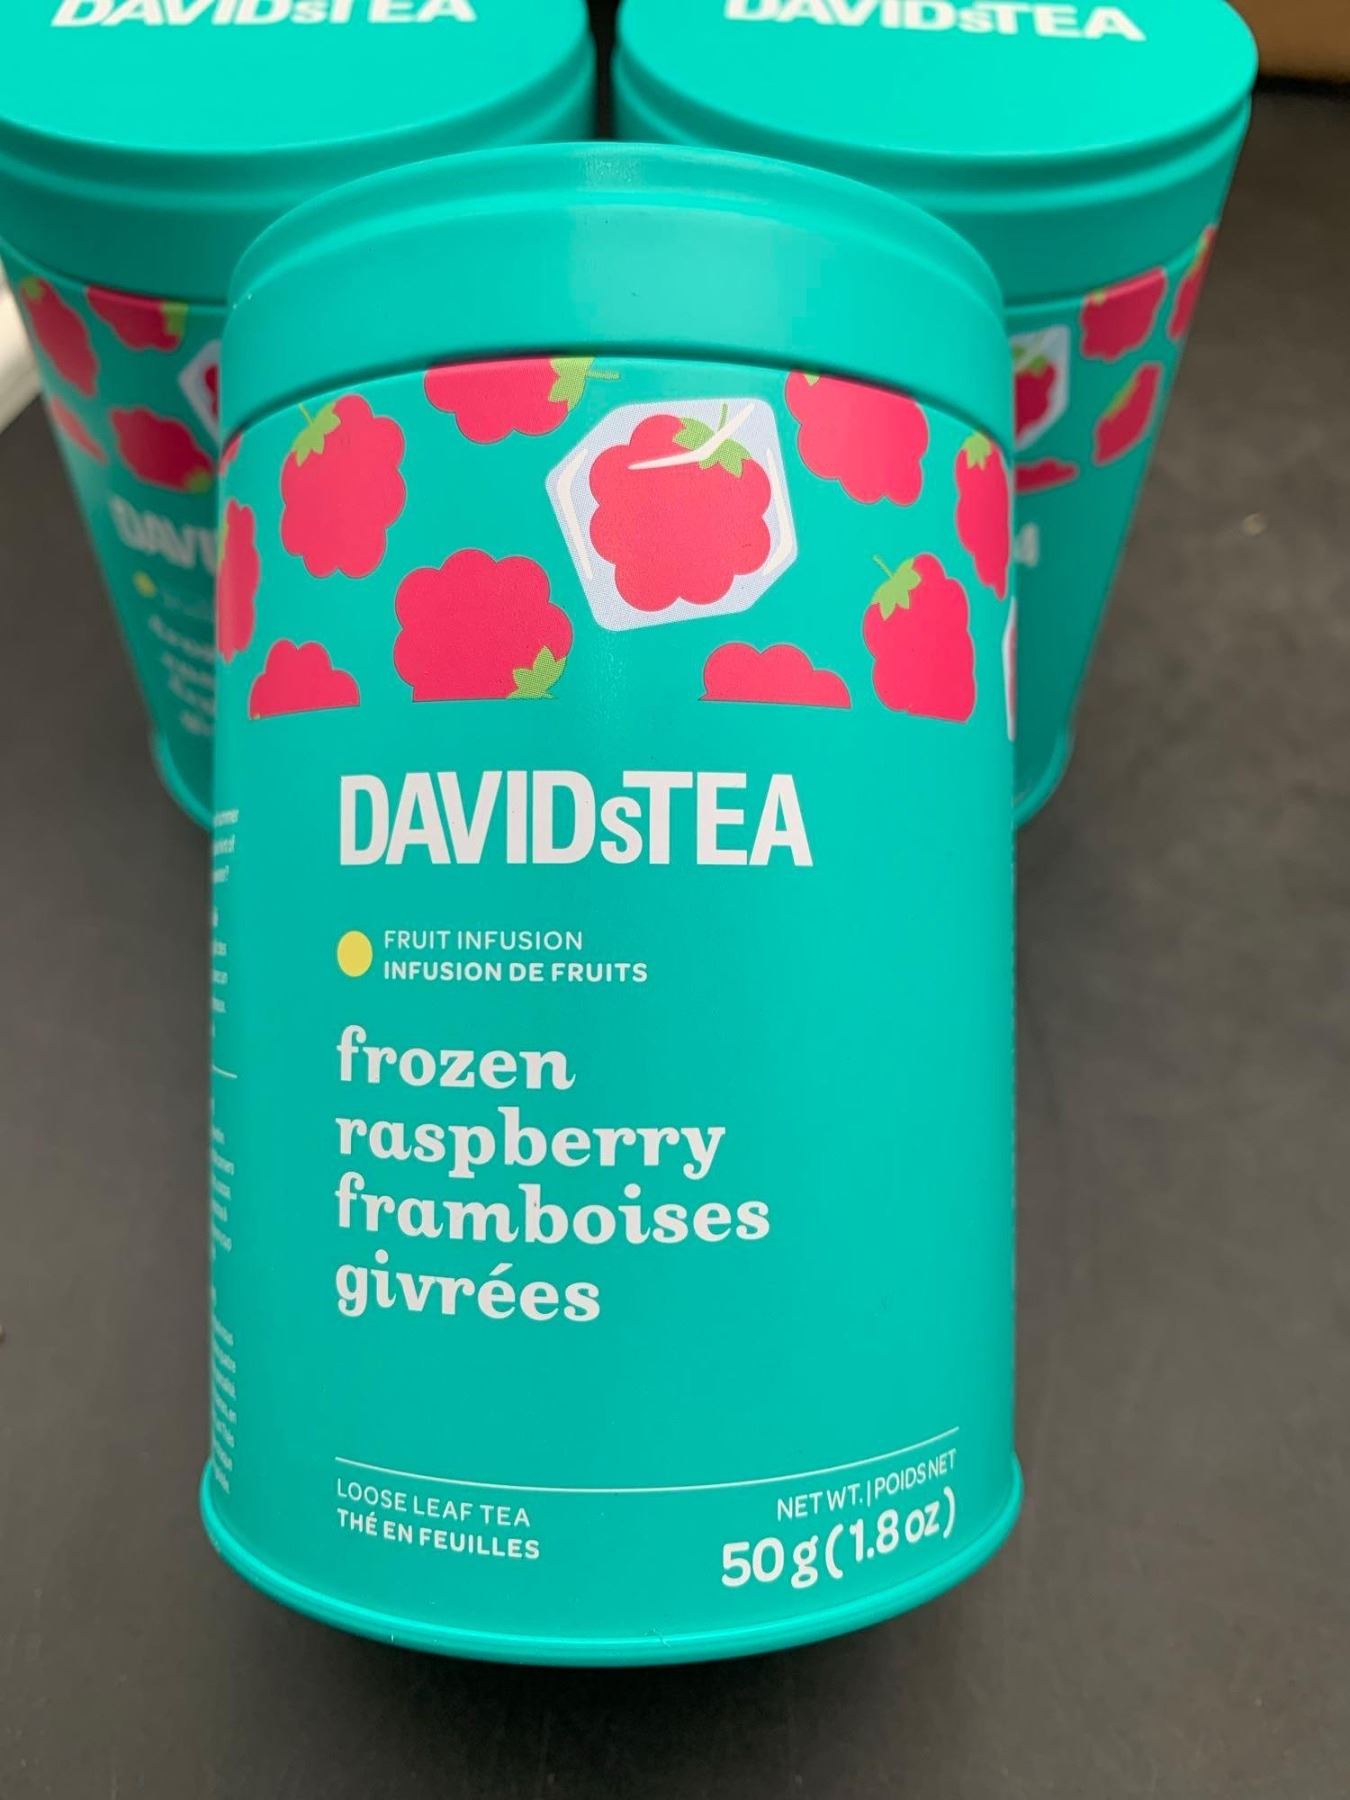 DAVIDsTEA
DAVIDsTEA
DAVIDsTEA
FRUIT INFUSION
INFUSION DE FRUITS
frozen
raspberry
framboises
givrées
LOOSE LEAF TEA
THÉ EN FEUILLES
NET WT. | POIDS NET
50 g (1.8 oz)